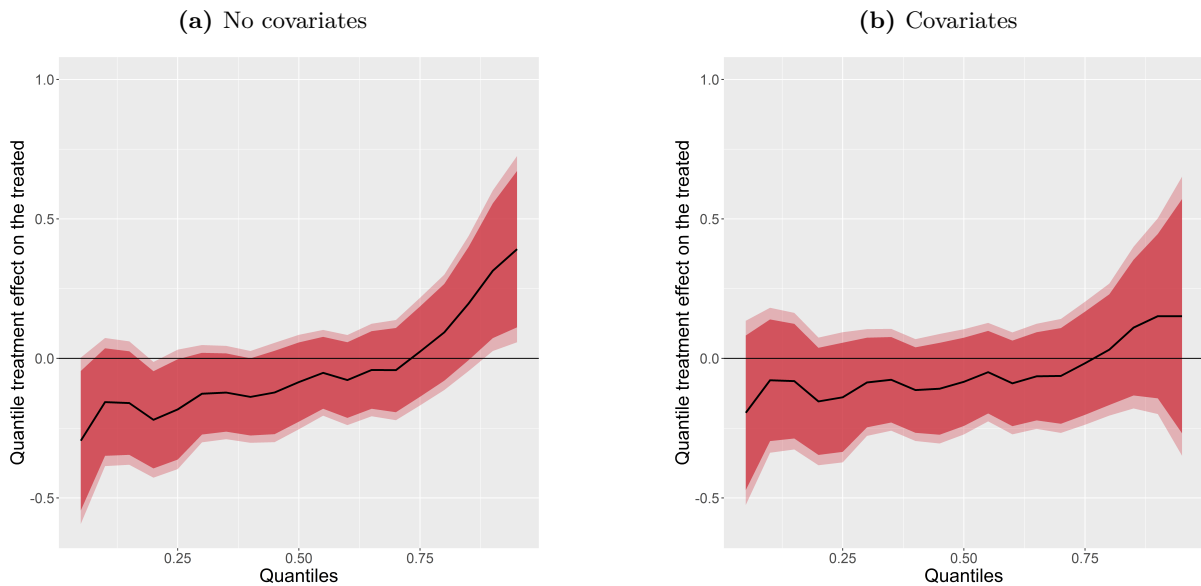 (a) No covariates
(b) Covariates
Quantile treatment effect on the treated
1.0
0.5
0.0
-0.5
0.25
0.50
0.75
Quantiles
Quantile treatment effect on the treated
1.0
0.5
0.0
-0.5
0.25
0.50
0.75
Quantiles